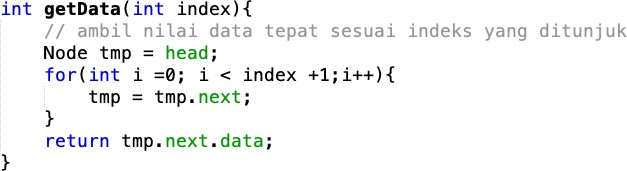 int getData(int index){
    // ambil nilai data tepat sesuai indeks yang ditunjuk
    Node tmp = head;
    for(int i =0; i < index +1;i++){
        tmp = tmp.next;
    }
    return tmp.next.data;
}